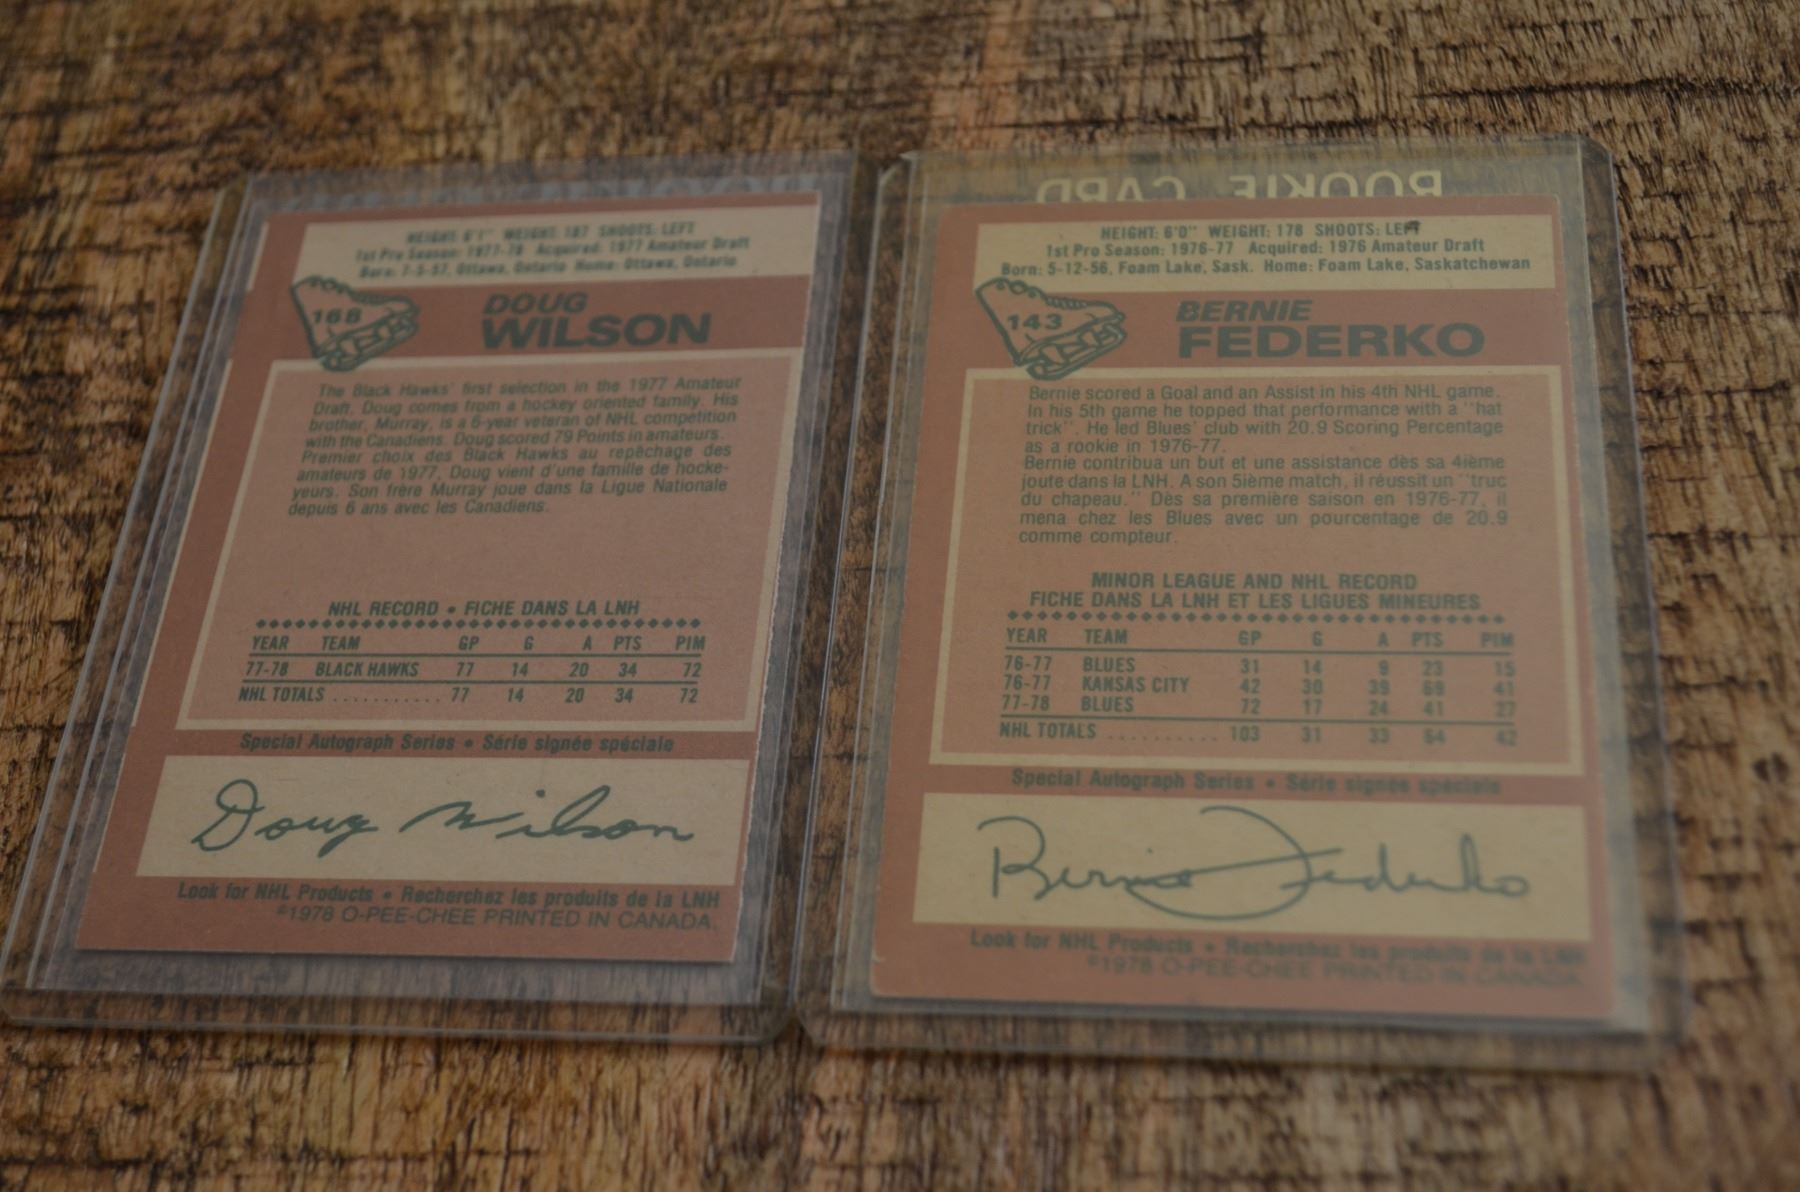 HEIGHT: 6'1" WEIGHT: 187 SHOOTS: LEFT
1st Pro Season: 1977-78 Acquired: 1977 Amateur Draft
Born: 7-5-57, Ottawa, Ontario Home: Ottawa, Ontario
168
DOUG
WILSON
The Black Hawks' first selection in the 1977 Amateur
Draft, Doug comes from a hockey oriented family. His
brother, Murray, is a 6-year veteran of NHL competition
with the Canadiens. Doug scored 79 Points in amateurs.
Premier choix des Black Hawks au repêchage des
amateurs de 1977, Doug vient d'une famille de hocke-
yeurs. Son frère Murray joue dans la Ligue Nationale
depuis 6 ans avec les Canadiens.
NHL RECORD • FICHE DANS LA LNH
YEAR TEAM GP G A PTS PIM
77-78 BLACK HAWKS 77 14 20 34 72
NHL TOTALS ........... 77 14 20 34 72
Special Autograph Series • Série signée spéciale
Doug Wilson
Look for NHL Products • Recherchez les produits de la LNH
©1978 O-PEE-CHEE PRINTED IN CANADA.
ROOKIE CARD
HEIGHT: 6'0" WEIGHT: 178 SHOOTS: LEFT
1st Pro Season: 1976-77 Acquired: 1976 Amateur Draft
Born: 5-12-56, Foam Lake, Sask. Home: Foam Lake, Saskatchewan
143
BERNIE
FEDERKO
Bernie scored a Goal and an Assist in his 4th NHL game.
In his 5th game he topped that performance with a "hat
trick". He led Blues' club with 20.9 Scoring Percentage
as a rookie in 1976-77.
Bernie contribua un but et une assistance dès sa 4ième
joute dans la LNH. A son 5ième match, il réussit un "truc
du chapeau." Dès sa première saison en 1976-77, il
mena chez les Blues avec un pourcentage de 20.9
comme compteur.
MINOR LEAGUE AND NHL RECORD
FICHE DANS LA LNH ET LES LIGUES MINEURES
YEAR TEAM GP G A PTS PIM
76-77 BLUES 31 14 9 23 15
76-77 KANSAS CITY 42 30 39 69 41
77-78 BLUES 72 17 24 41 27
NHL TOTALS .......... 103 31 33 64 42
Special Autograph Series • Série signée spéciale
Bernie Federko
Look for NHL Products • Recherchez les produits de la LNH
©1978 O-PEE-CHEE PRINTED IN CANADA.